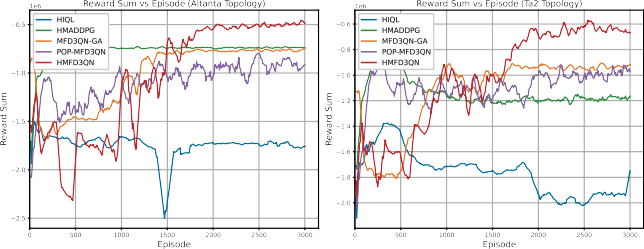 Reward Sum vs Episode (Altanta Topology)
1e6
HIQL
HMADDPG
MFD3QN-GA
POP-MFD3QN
HMFD3QN
−0.5
−1.0
−1.5
−2.0
−2.5
Reward Sum
0 500 1000 1500 2000 2500 3000
Episode
Reward Sum vs Episode (Ta2 Topology)
1e6
HIQL
HMADDPG
MFD3QN-GA
POP-MFD3QN
HMFD3QN
−0.6
−0.8
−1.0
−1.2
−1.4
−1.6
−1.8
−2.0
Reward Sum
0 500 1000 1500 2000 2500 3000
Episode